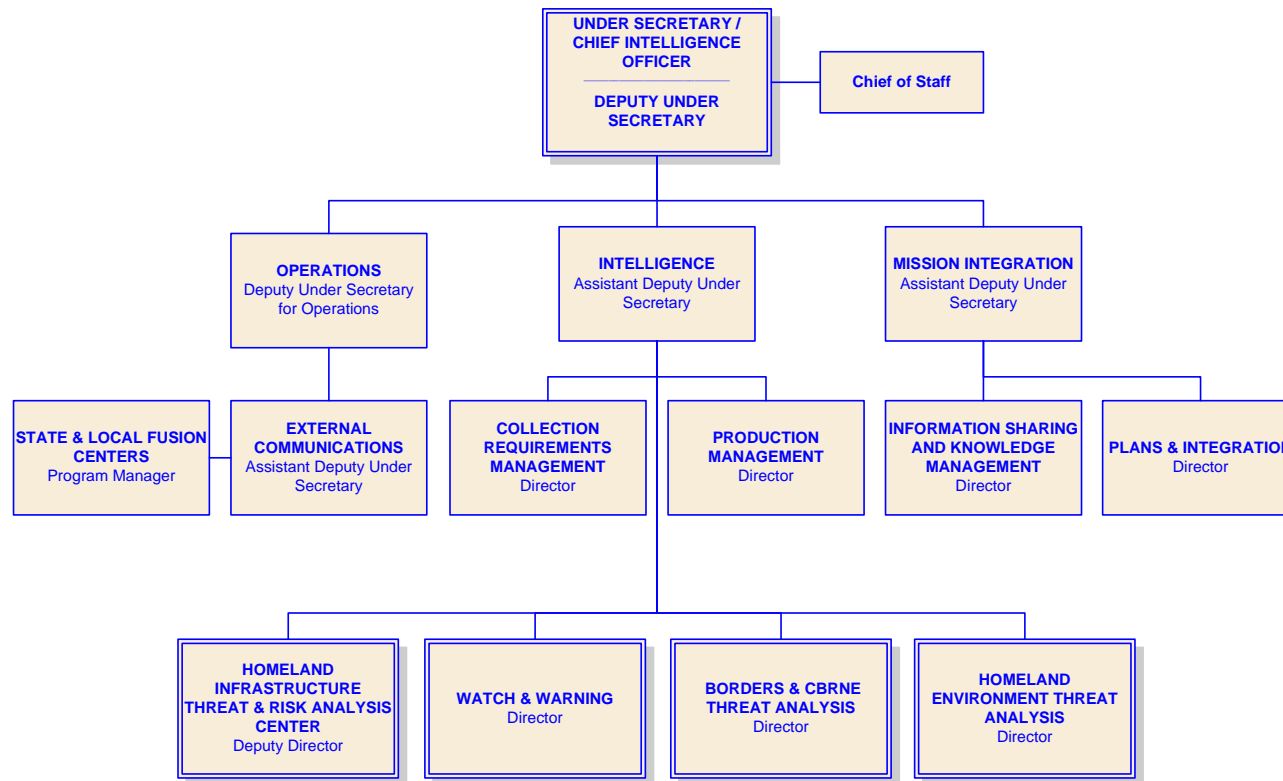 UNDER SECRETARY /
CHIEF INTELLIGENCE
OFFICER
DEPUTY UNDER
SECRETARY
Chief of Staff
OPERATIONS
Deputy Under Secretary
for Operations
INTELLIGENCE
Assistant Deputy Under
Secretary
MISSION INTEGRATION
Assistant Deputy Under
Secretary
STATE & LOCAL FUSION
CENTERS
Program Manager
EXTERNAL
COMMUNICATIONS
Assistant Deputy Under
Secretary
COLLECTION
REQUIREMENTS
MANAGEMENT
Director
PRODUCTION
MANAGEMENT
Director
INFORMATION SHARING
AND KNOWLEDGE
MANAGEMENT
Director
PLANS & INTEGRATION
Director
HOMELAND
INFRASTRUCTURE
THREAT & RISK ANALYSIS
CENTER
Deputy Director
WATCH & WARNING
Director
BORDERS & CBRNE
THREAT ANALYSIS
Director
HOMELAND
ENVIRONMENT THREAT
ANALYSIS
Director